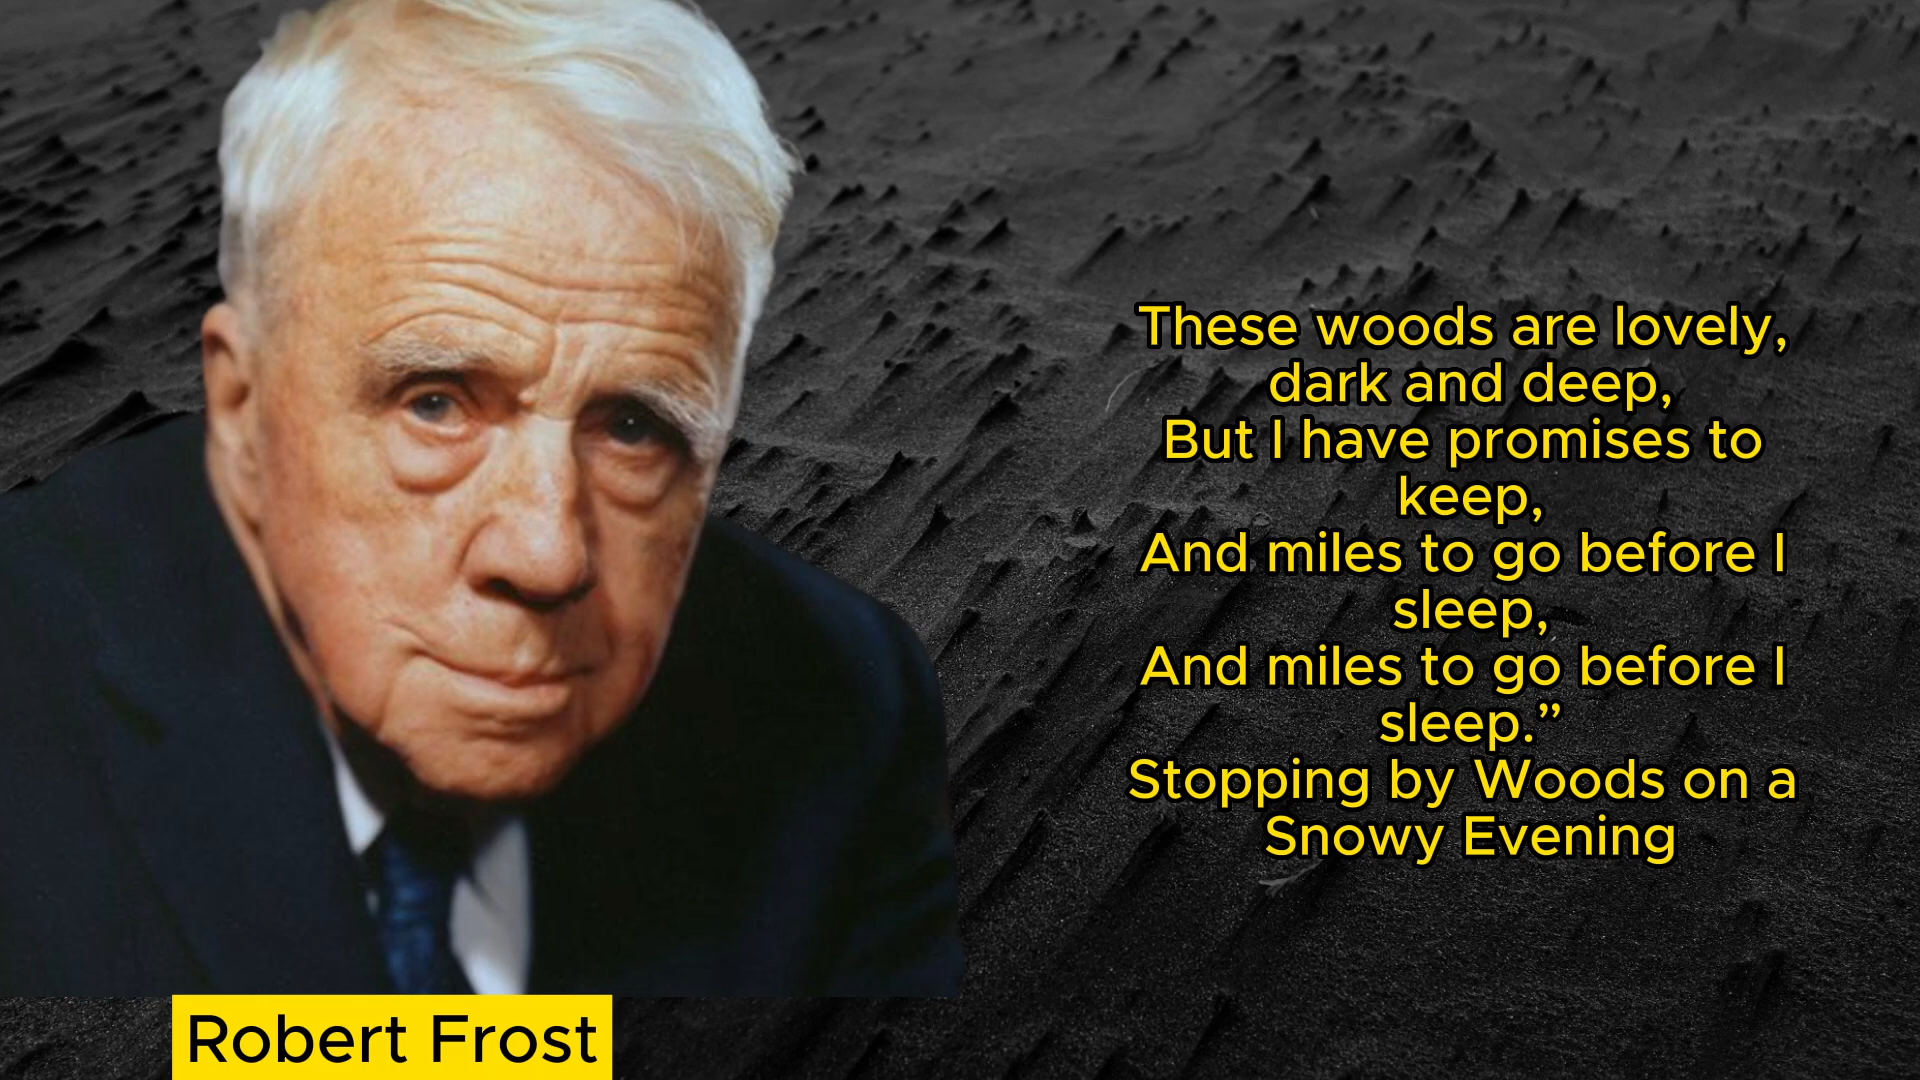 These woods are lovely,
dark and deep,
But I have promises to
keep,
And miles to go before I
sleep,
And miles to go before I
sleep.”
Stopping by Woods on a
Snowy Evening
Robert Frost